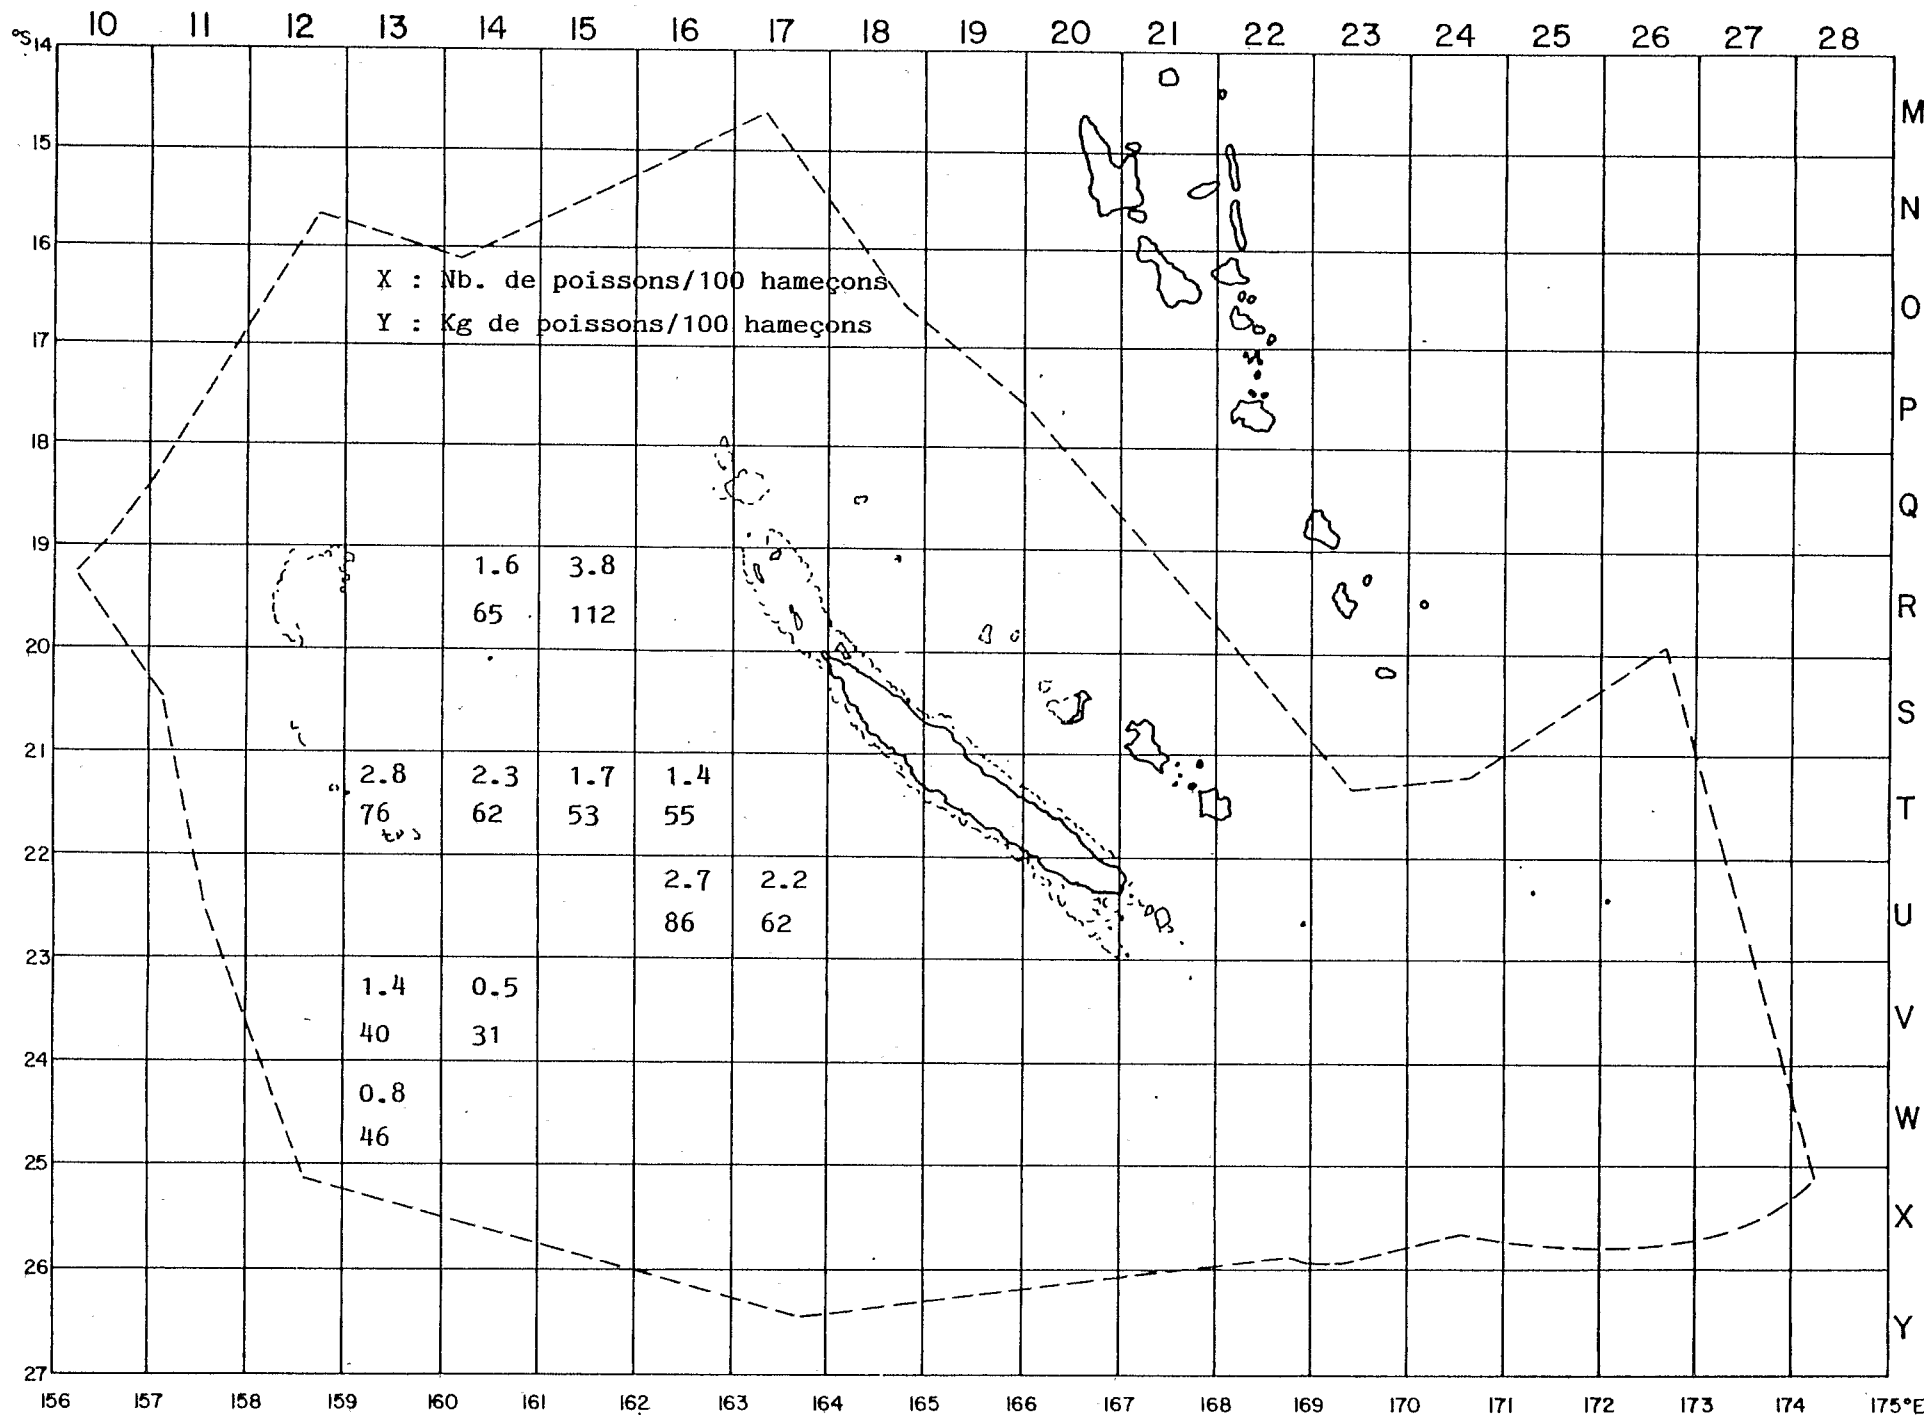 10 11 12 13 14 15 16 17 18 19 20 21 22 23 24 25 26 27 28
°S 14
M
15
N
16
X : Nb. de poissons/100 hameçons
O
Y : Kg de poissons/100 hameçons
17
P
18
Q
19
1.6 3.8
R
65 112
20
S
21
2.8 2.3 1.7 1.4
T
76 62 53 55
22
2.7 2.2
U
86 62
23
1.4 0.5
V
40 31
24
0.8
W
46
25
X
26
Y
27
156 157 158 159 160 161 162 163 164 165 166 167 168 169 170 171 172 173 174 175°E